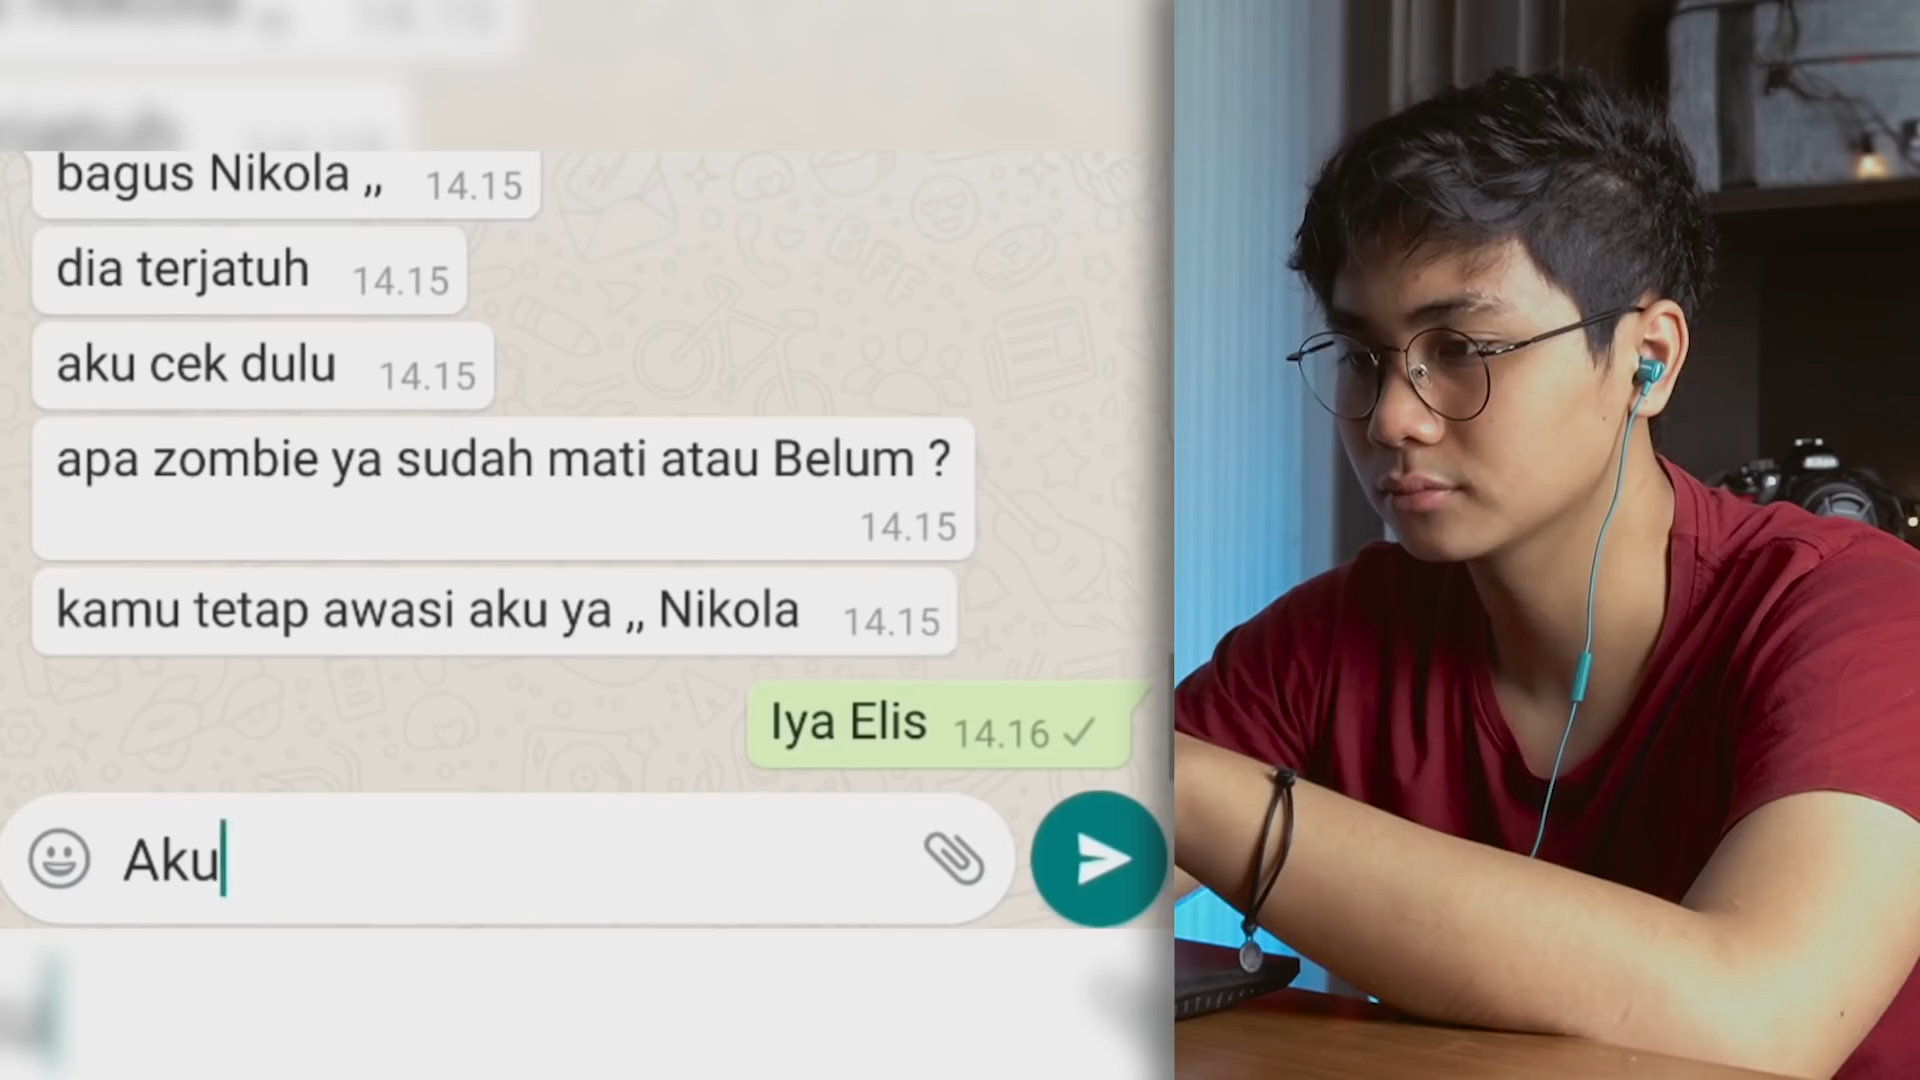 bagus Nikola ,, 14.15
dia terjatuh 14.15
aku cek dulu 14.15
apa zombie ya sudah mati atau Belum ?
14.15
kamu tetap awasi aku ya ,, Nikola 14.15
Iya Elis 14.16
Aku